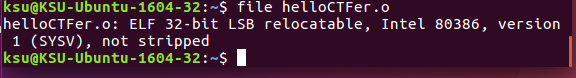 ksu@KSU-Ubuntu-1604-32:~$ file helloCTFer.o
helloCTFer.o: ELF 32-bit LSB relocatable, Intel 80386, version
1 (SYSV), not stripped
ksu@KSU-Ubuntu-1604-32:~$